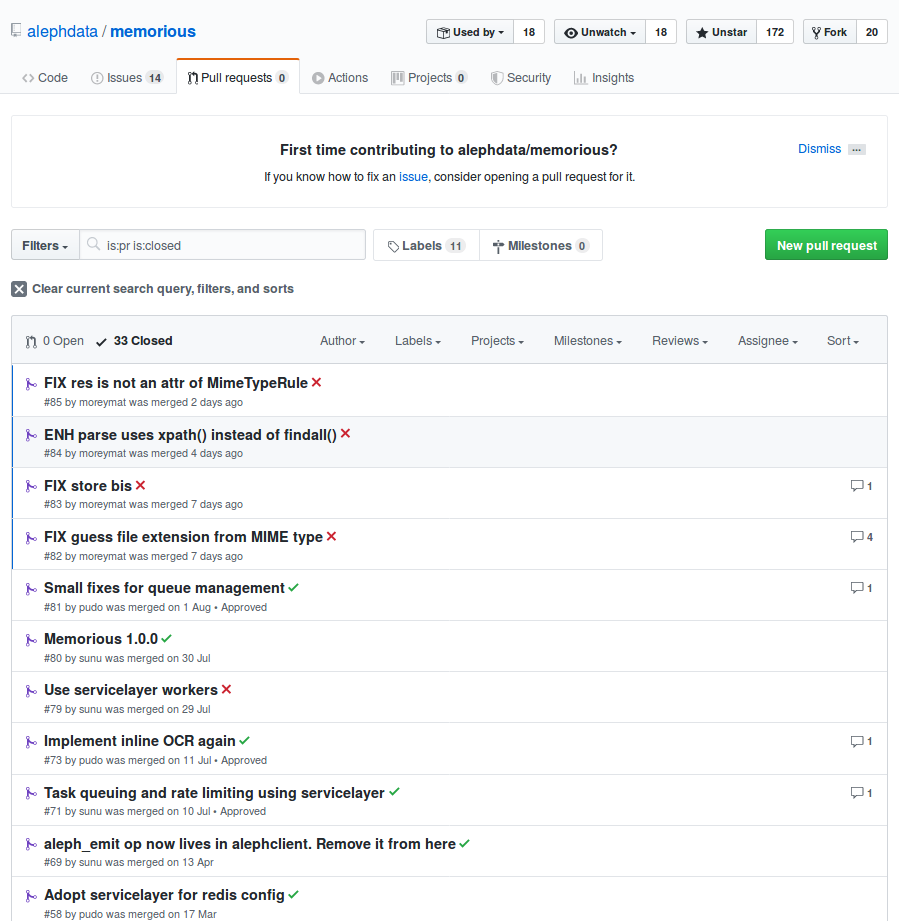 alephdata / memorious Used by 18 Unwatch 18 Unstar 172 Fork 20
Code Issues 14 Pull requests 0 Actions Projects 0 Security Insights
First time contributing to alephdata/memorious? Dismiss ...
If you know how to fix an issue, consider opening a pull request for it.
Filters is:pr is:closed Labels 11 Milestones 0 New pull request
Clear current search query, filters, and sorts
0 Open 33 Closed Author Labels Projects Milestones Reviews Assignee Sort
FIX res is not an attr of MimeTypeRule
#85 by moreymat was merged 2 days ago
ENH parse uses xpath() instead of findall()
#84 by moreymat was merged 4 days ago
FIX store bis 1
#83 by moreymat was merged 7 days ago
FIX guess file extension from MIME type 4
#82 by moreymat was merged 7 days ago
Small fixes for queue management 1
#81 by pudo was merged on 1 Aug • Approved
Memorious 1.0.0
#80 by sunu was merged on 30 Jul
Use servicelayer workers
#79 by sunu was merged on 29 Jul
Implement inline OCR again 1
#73 by pudo was merged on 11 Jul • Approved
Task queuing and rate limiting using servicelayer 1
#71 by sunu was merged on 10 Jul • Approved
aleph_emit op now lives in alephclient. Remove it from here
#69 by sunu was merged on 13 Apr
Adopt servicelayer for redis config
#58 by pudo was merged on 17 Mar